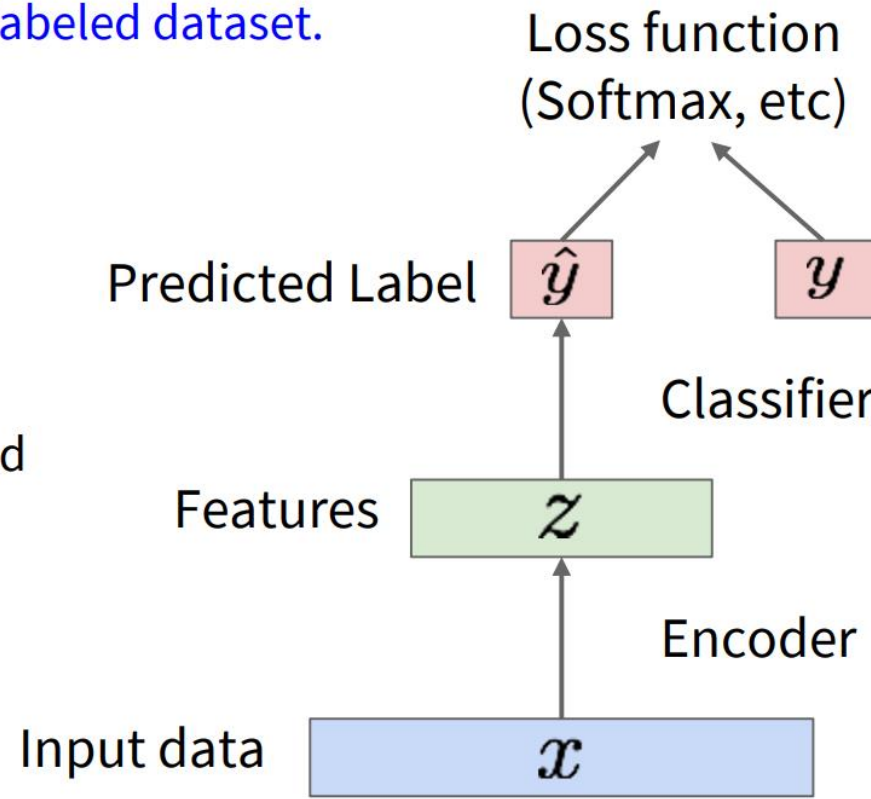 abeled dataset.
Loss function
(Softmax, etc)
Predicted Label
ŷ
y
Classifier
d
Features
z
Encoder
Input data
x